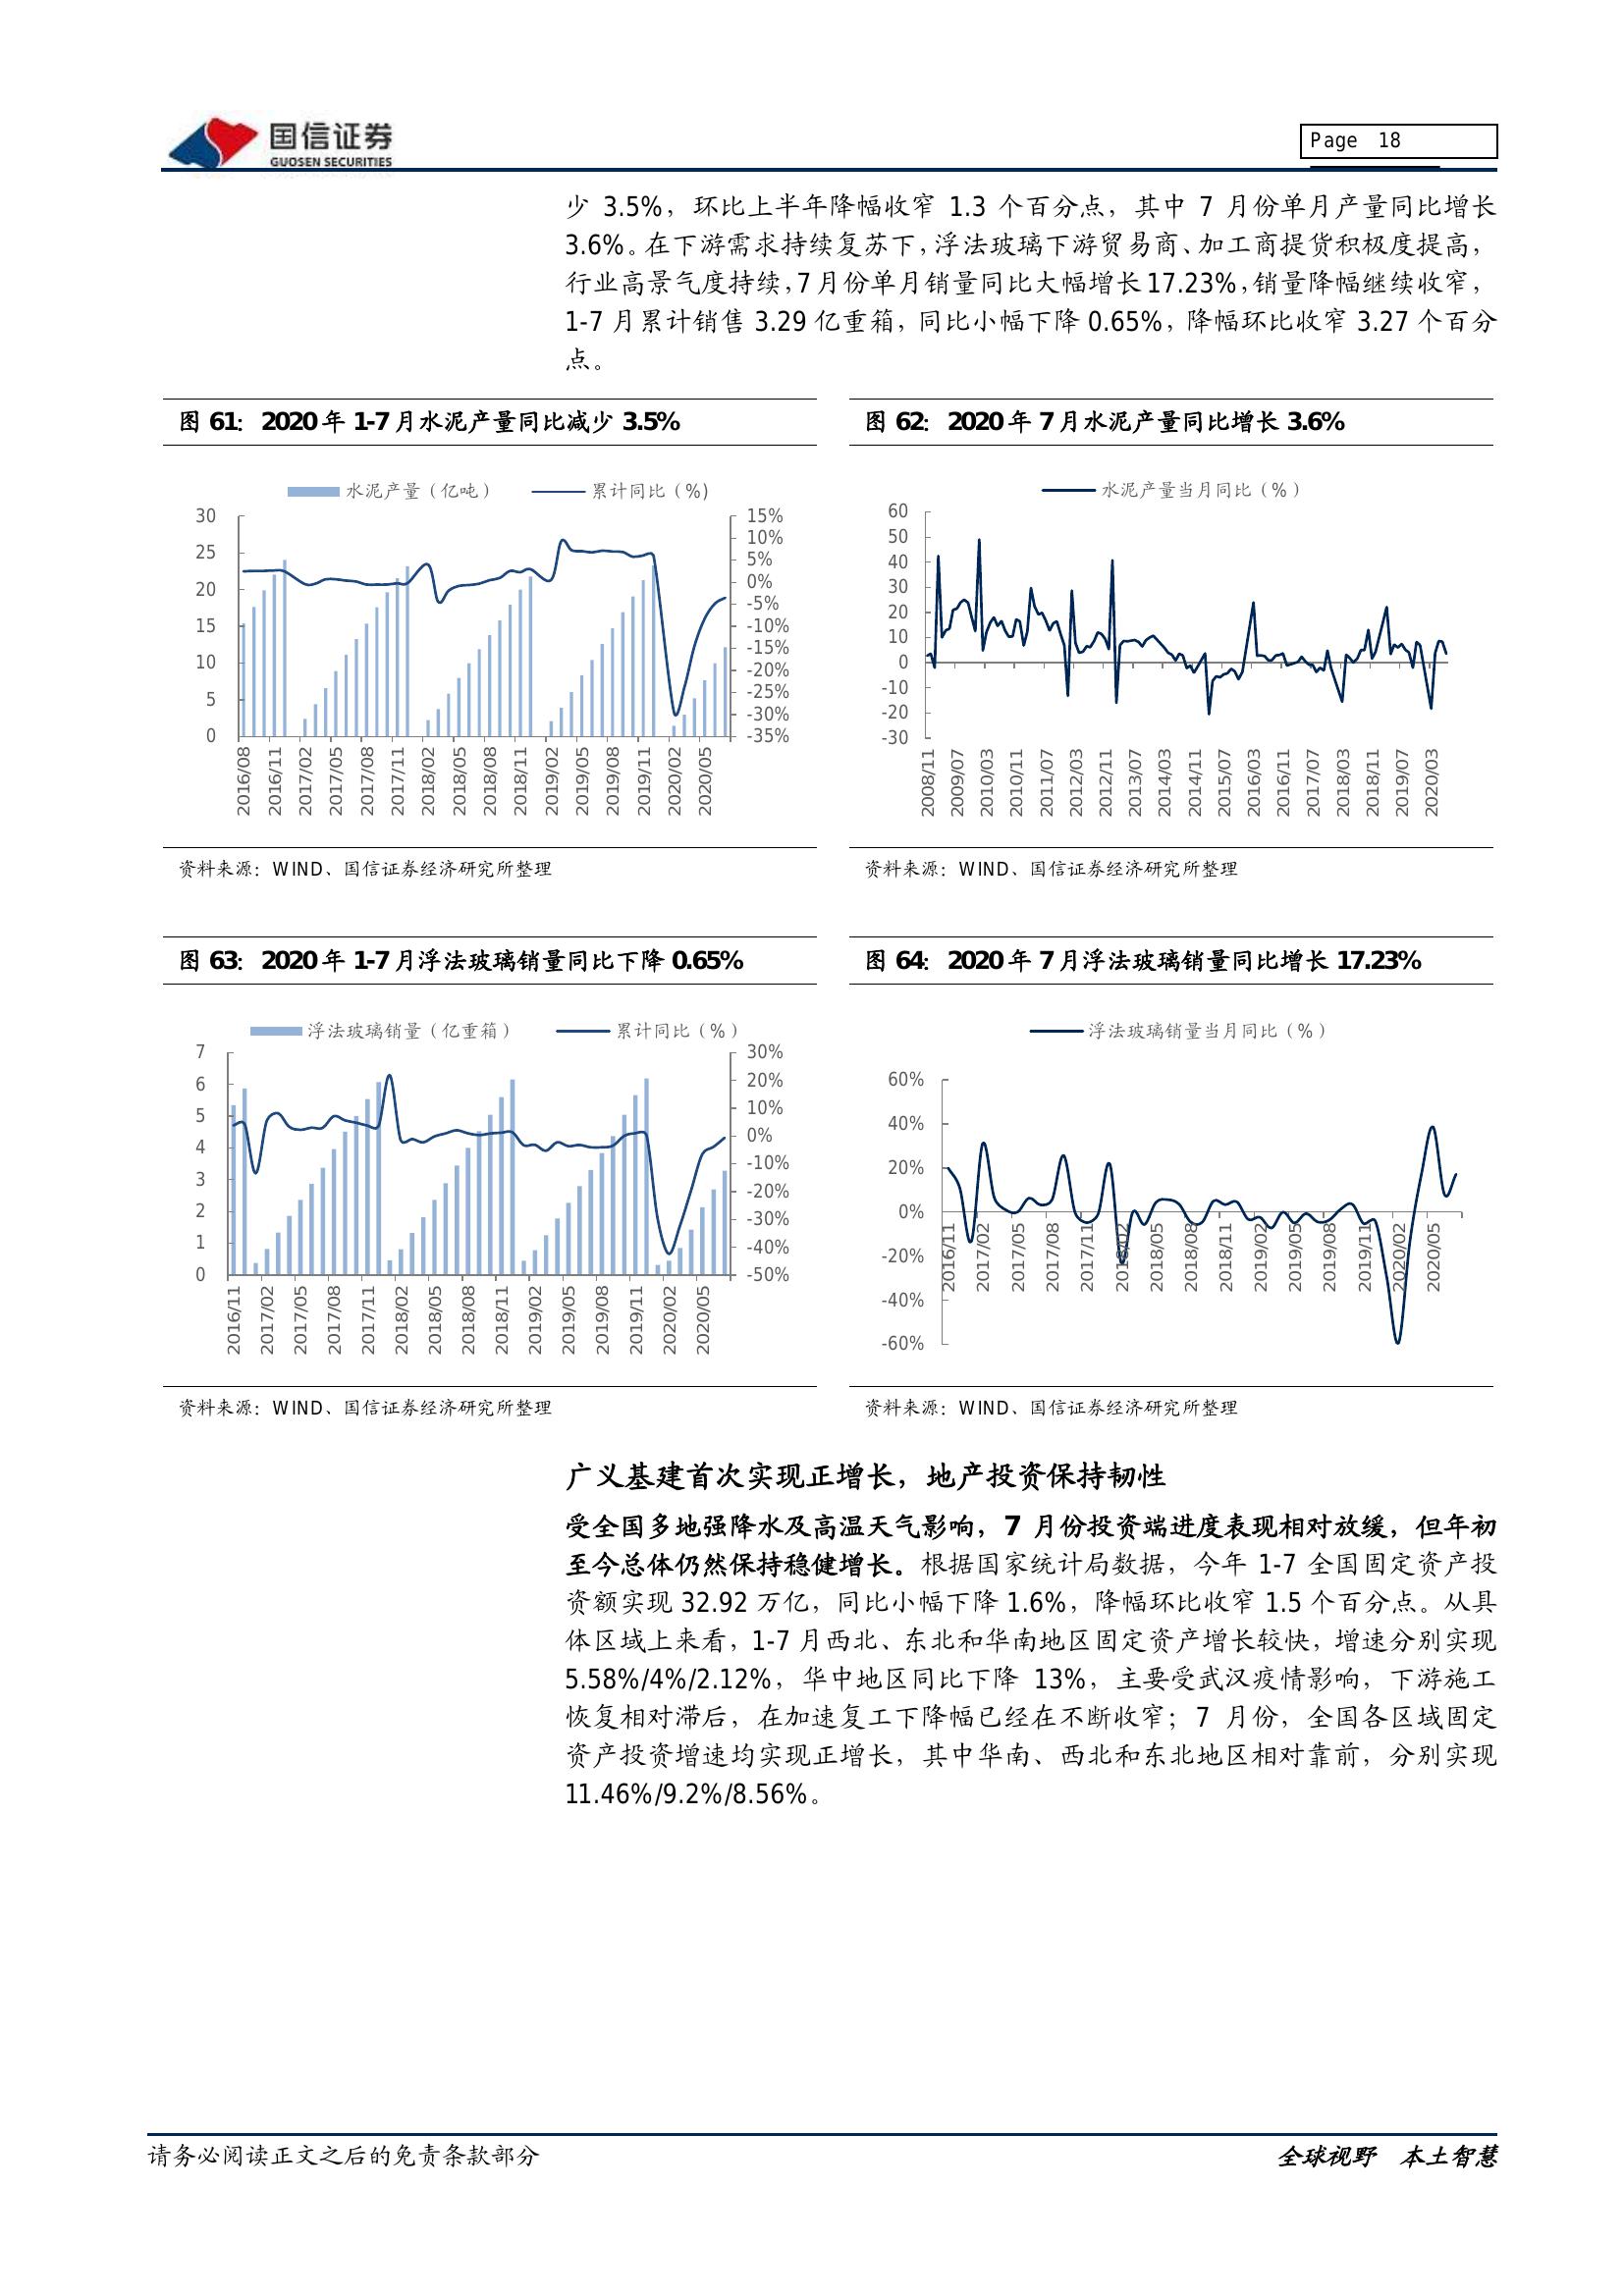 国信证券
GUOSEN SECURITIES
Page 18
少 3.5%，环比上半年降幅收窄 1.3 个百分点，其中 7 月份单月产量同比增长
3.6%。在下游需求持续复苏下，浮法玻璃下游贸易商、加工商提货积极度提高，
行业高景气度持续，7 月份单月销量同比大幅增长 17.23%，销量降幅继续收窄，
1-7 月累计销售 3.29 亿重箱，同比小幅下降 0.65%，降幅环比收窄 3.27 个百分
点。
图 61：2020 年 1-7 月水泥产量同比减少 3.5%
水泥产量（亿吨） 累计同比（%）
30
25
20
15
10
5
0
15%
10%
5%
0%
-5%
-10%
-15%
-20%
-25%
-30%
-35%
2016/08 2016/11 2017/02 2017/05 2017/08 2017/11 2018/02 2018/05 2018/08 2018/11 2019/02 2019/05 2019/08 2019/11 2020/02 2020/05
资料来源：WIND、国信证券经济研究所整理
图 62：2020 年 7 月水泥产量同比增长 3.6%
水泥产量当月同比（%）
60
50
40
30
20
10
0
-10
-20
-30
2008/11 2009/07 2010/03 2010/11 2011/07 2012/03 2012/11 2013/07 2014/03 2014/11 2015/07 2016/03 2016/11 2017/07 2018/03 2018/11 2019/07 2020/03
资料来源：WIND、国信证券经济研究所整理
图 63：2020 年 1-7 月浮法玻璃销量同比下降 0.65%
浮法玻璃销量（亿重箱） 累计同比（%）
7
6
5
4
3
2
1
0
30%
20%
10%
0%
-10%
-20%
-30%
-40%
-50%
2016/11 2017/02 2017/05 2017/08 2017/11 2018/02 2018/05 2018/08 2018/11 2019/02 2019/05 2019/08 2019/11 2020/02 2020/05
资料来源：WIND、国信证券经济研究所整理
图 64：2020 年 7 月浮法玻璃销量同比增长 17.23%
浮法玻璃销量当月同比（%）
60%
40%
20%
0%
-20%
-40%
-60%
2016/11 2017/02 2017/05 2017/08 2017/11 2018/02 2018/05 2018/08 2018/11 2019/02 2019/05 2019/08 2019/11 2020/02 2020/05
资料来源：WIND、国信证券经济研究所整理
广义基建首次实现正增长，地产投资保持韧性
受全国多地强降水及高温天气影响，7 月份投资端进度表现相对放缓，但年初
至今总体仍然保持稳健增长。根据国家统计局数据，今年 1-7 全国固定资产投
资额实现 32.92 万亿，同比小幅下降 1.6%，降幅环比收窄 1.5 个百分点。从具
体区域上来看，1-7 月西北、东北和华南地区固定资产增长较快，增速分别实现
5.58%/4%/2.12%，华中地区同比下降 13%，主要受武汉疫情影响，下游施工
恢复相对滞后，在加速复工下降幅已经在不断收窄；7 月份，全国各区域固定
资产投资增速均实现正增长，其中华南、西北和东北地区相对靠前，分别实现
11.46%/9.2%/8.56%。
请务必阅读正文之后的免责条款部分
全球视野 本土智慧